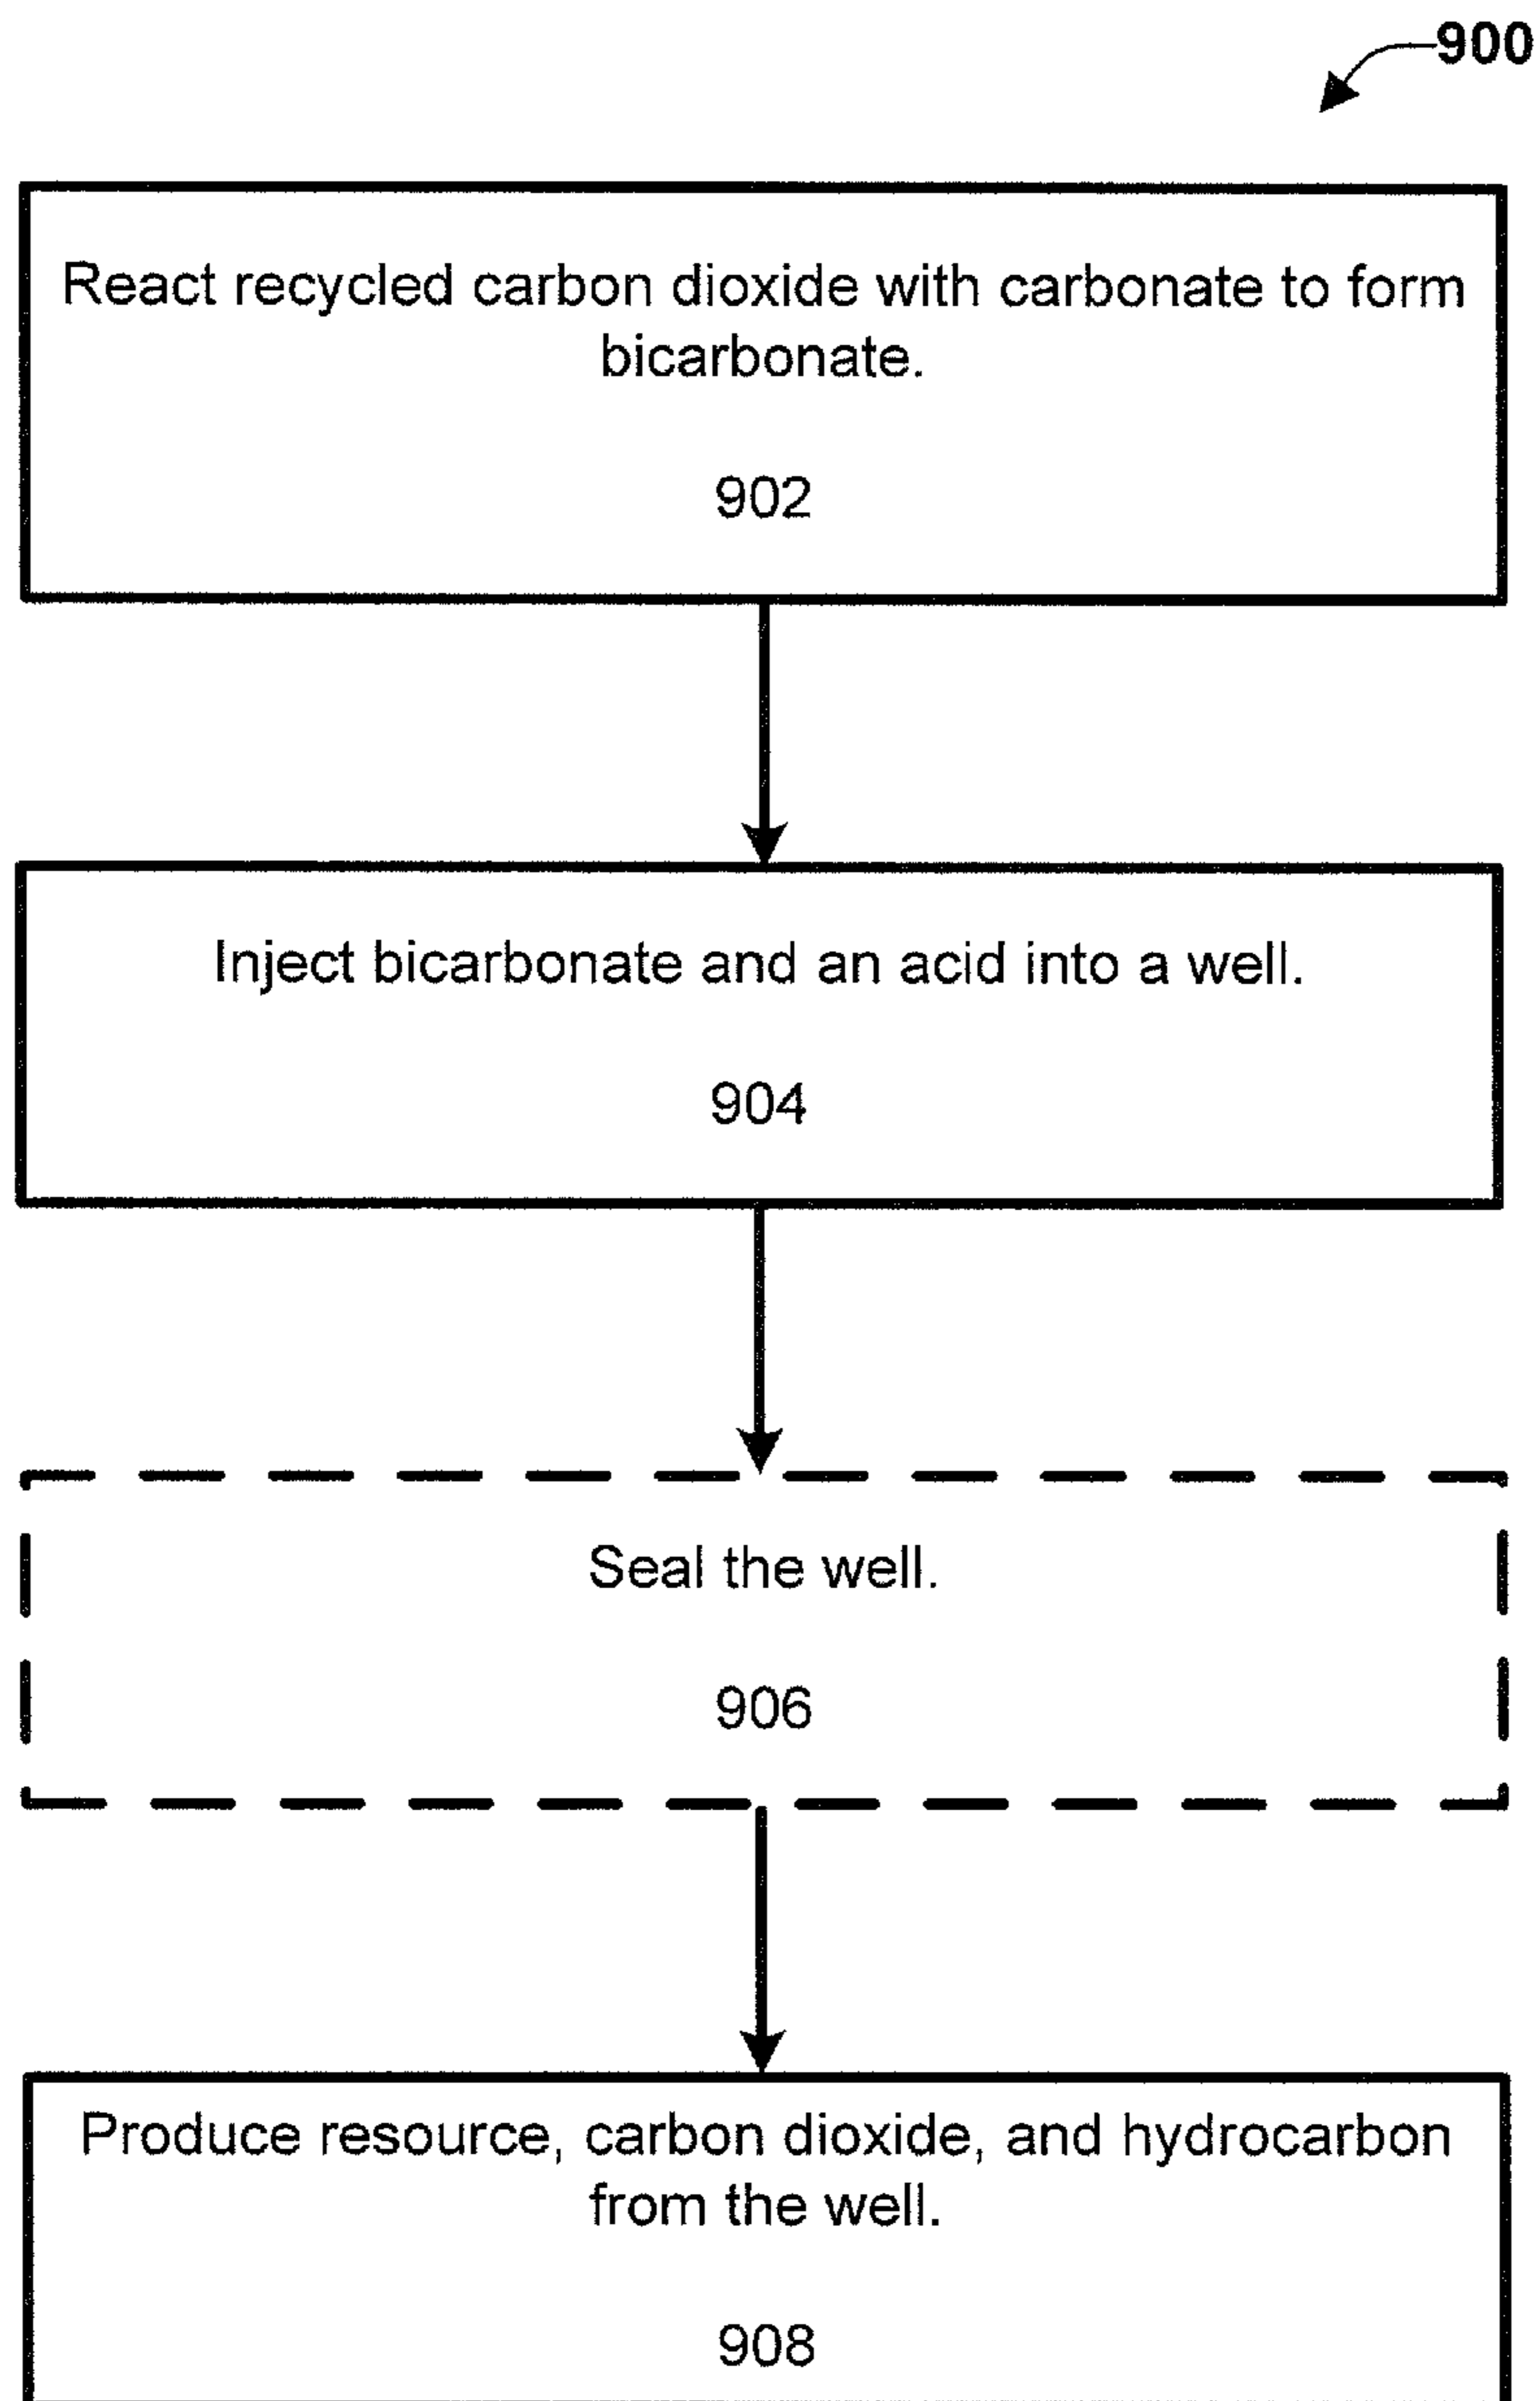 900
React recycled carbon dioxide with carbonate to form
bicarbonate.
902
Inject bicarbonate and an acid into a well.
904
Seal the well.
906
Produce resource, carbon dioxide, and hydrocarbon
from the well.
908